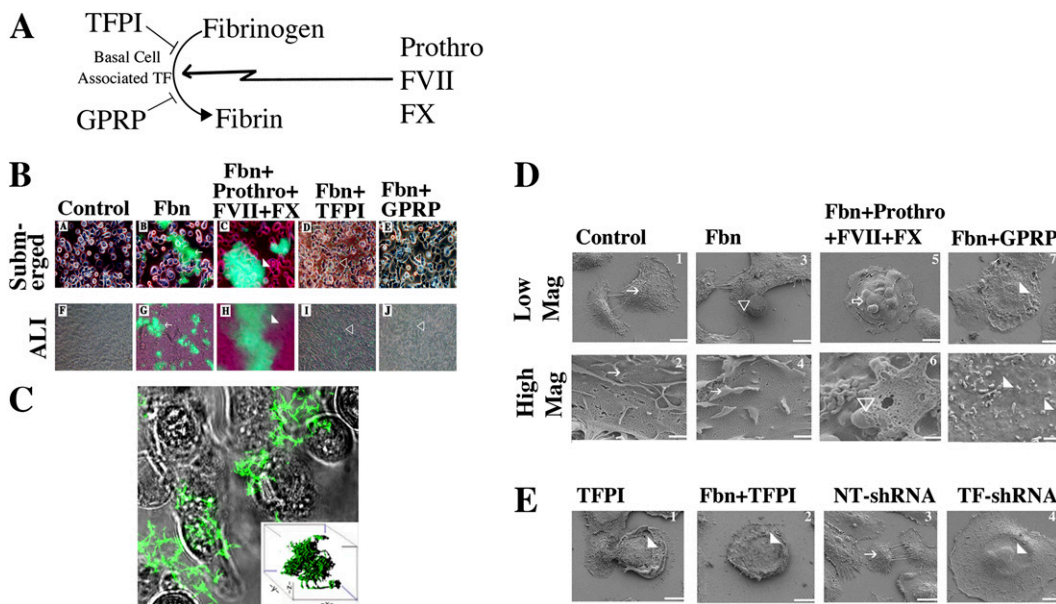 A
TFPI
Fibrinogen
Basal Cell
Associated TF
GPRP
Fibrin
Prothro
FVII
FX
B
Control
Fbn
Fbn+
Prothro+
FVII+FX
Fbn+
TFPI
Fbn+
GPRP
Subm-
erged
A
B
C
D
E
ALI
F
G
H
I
J
C
D
Control
Fbn
Fbn+Prothro
+FVII+FX
Fbn+GPRP
Low
Mag
1
3
5
7
High
Mag
2
4
6
8
E
TFPI
Fbn+TFPI
NT-shRNA
TF-shRNA
1
2
3
4